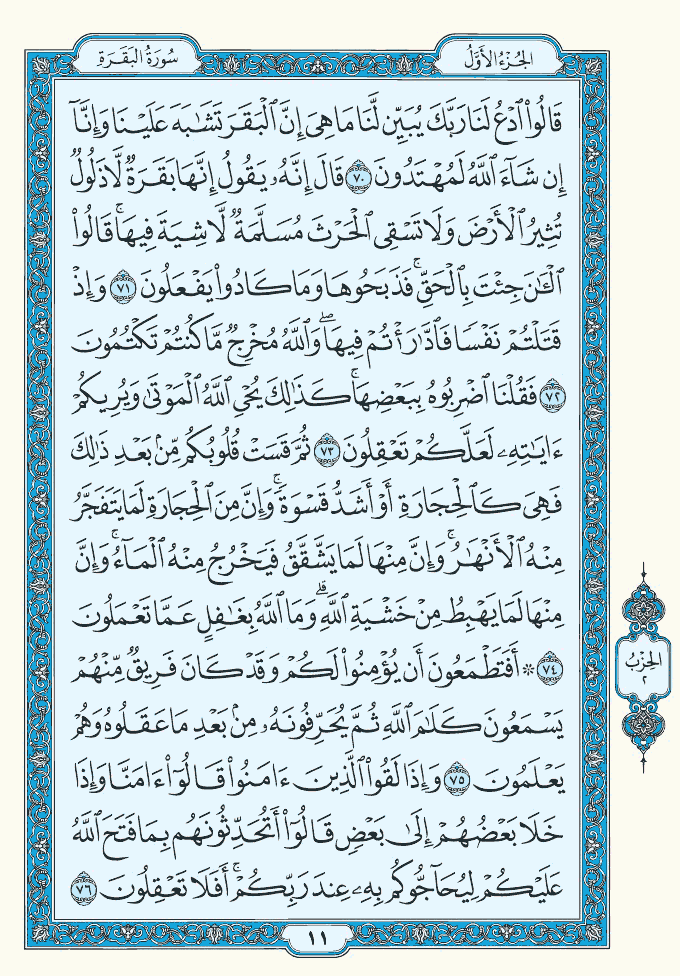 الجُزْءُ الأَوَّلُ
سُورَةُ البَقَرَةِ
قَالُوا۟ ٱدْعُ لَنَا رَبَّكَ يُبَيِّن لَّنَا مَا هِىَ إِنَّ ٱلْبَقَرَ تَشَـٰبَهَ عَلَيْنَا وَإِنَّآ
إِن شَآءَ ٱللَّهُ لَمُهْتَدُونَ ٧٠ قَالَ إِنَّهُۥ يَقُولُ إِنَّهَا بَقَرَةٌ لَّا ذَلُولٌ
تُثِيرُ ٱلْأَرْضَ وَلَا تَسْقِى ٱلْحَرْثَ مُسَلَّمَةٌ لَّا شِيَةَ فِيهَا ۚ قَالُوا۟
ٱلْـَٔـٰنَ جِئْتَ بِٱلْحَقِّ ۚ فَذَبَحُوهَا وَمَا كَادُوا۟ يَفْعَلُونَ ٧١ وَإِذْ
قَتَلْتُمْ نَفْسًا فَٱدَّٰرَْٰٔتُمْ فِيهَا ۖ وَٱللَّهُ مُخْرِجٌ مَّا كُنتُمْ تَكْتُمُونَ
٧٢ فَقُلْنَا ٱضْرِبُوهُ بِبَعْضِهَا ۚ كَذَٰلِكَ يُحْىِ ٱللَّهُ ٱلْمَوْتَىٰ وَيُرِيكُمْ
ءَايَـٰتِهِۦ لَعَلَّكُمْ تَعْقِلُونَ ٧٣ ثُمَّ قَسَتْ قُلُوبُكُم مِّنۢ بَعْدِ ذَٰلِكَ
فَهِىَ كَٱلْحِجَارَةِ أَوْ أَشَدُّ قَسْوَةً ۚ وَإِنَّ مِنَ ٱلْحِجَارَةِ لَمَا يَتَفَجَّرُ
مِنْهُ ٱلْأَنْهَـٰرُ ۚ وَإِنَّ مِنْهَا لَمَا يَشَّقَّقُ فَيَخْرُجُ مِنْهُ ٱلْمَآءُ ۚ وَإِنَّ
مِنْهَا لَمَا يَهْبِطُ مِنْ خَشْيَةِ ٱللَّهِ ۗ وَمَا ٱللَّهُ بِغَـٰفِلٍ عَمَّا تَعْمَلُونَ
٧٤ ۞ أَفَتَطْمَعُونَ أَن يُؤْمِنُوا۟ لَكُمْ وَقَدْ كَانَ فَرِيقٌ مِّنْهُمْ
يَسْمَعُونَ كَلَـٰمَ ٱللَّهِ ثُمَّ يُحَرِّفُونَهُۥ مِنۢ بَعْدِ مَا عَقَلُوهُ وَهُمْ
يَعْلَمُونَ ٧٥ وَإِذَا لَقُوا۟ ٱلَّذِينَ ءَامَنُوا۟ قَالُوٓا۟ ءَامَنَّا وَإِذَا
خَلَا بَعْضُهُمْ إِلَىٰ بَعْضٍ قَالُوٓا۟ أَتُحَدِّثُونَهُم بِمَا فَتَحَ ٱللَّهُ
عَلَيْكُمْ لِيُحَآجُّوكُم بِهِۦ عِندَ رَبِّكُمْ ۚ أَفَلَا تَعْقِلُونَ ٧٦
الحِزْبُ
٢
١١